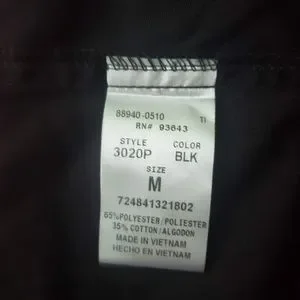 88940-0510 TI
RN# 93643
STYLE COLOR
3020P BLK
SIZE
M
724841321802
65%POLYESTER/POLIESTER
35% COTTON/ALGODON
MADE IN VIETNAM
HECHO EN VIETNAM